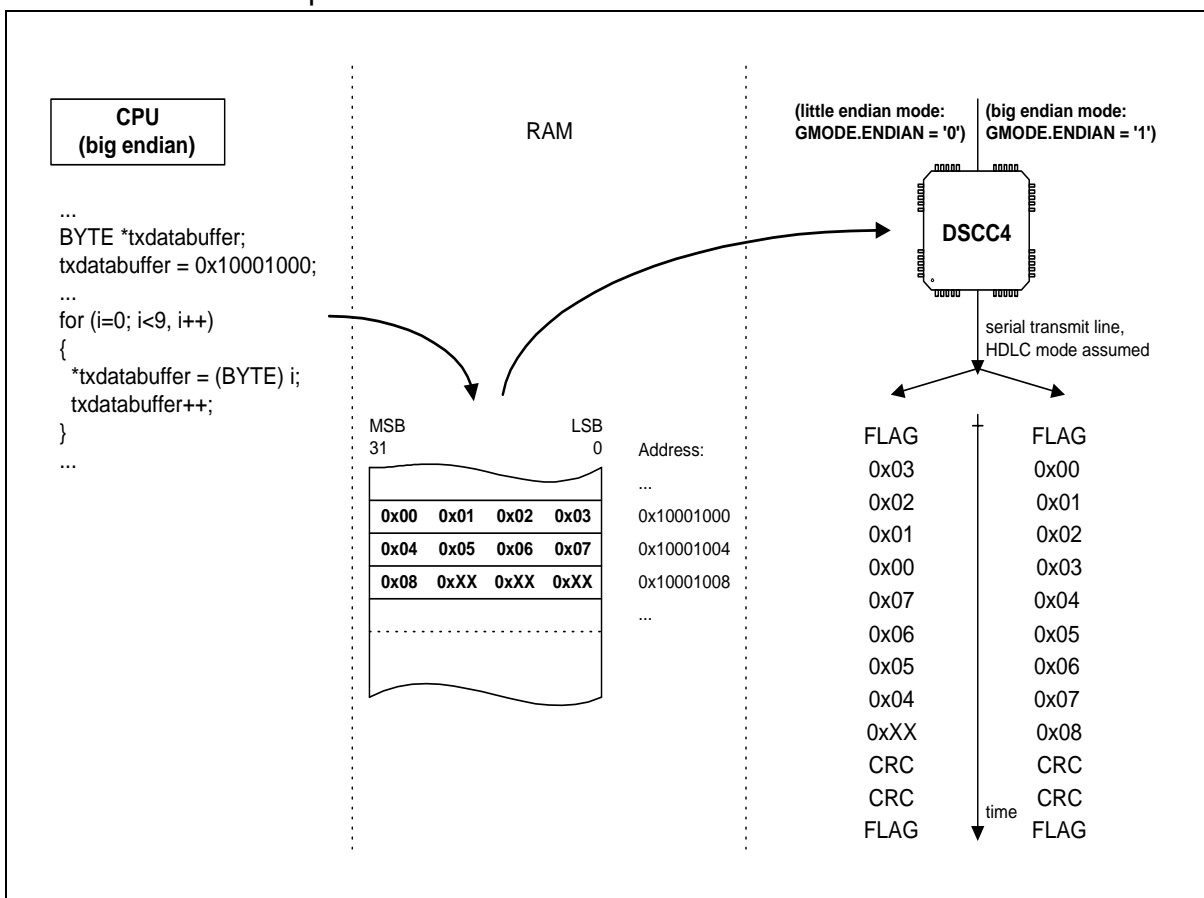 CPU
(big endian)
...
BYTE *txdatabuffer;
txdatabuffer = 0x10001000;
...
for (i=0; i<9, i++)
{
*txdatabuffer = (BYTE) i;
txdatabuffer++;
}
...
RAM
MSB LSB
31 0 Address:
...
0x00 0x01 0x02 0x03 0x10001000
0x04 0x05 0x06 0x07 0x10001004
0x08 0xXX 0xXX 0xXX 0x10001008
...
(little endian mode:
GMODE.ENDIAN = '0')
(big endian mode:
GMODE.ENDIAN = '1')
DSCC4
serial transmit line,
HDLC mode assumed
FLAG FLAG
0x03 0x00
0x02 0x01
0x01 0x02
0x00 0x03
0x07 0x04
0x06 0x05
0x05 0x06
0x04 0x07
0xXX 0x08
CRC CRC
CRC CRC
time
FLAG FLAG